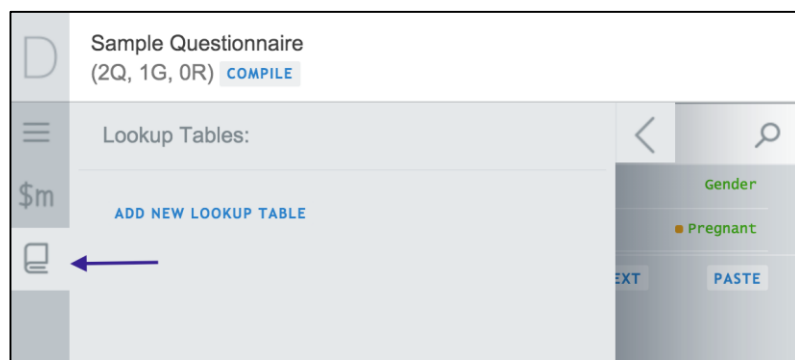 D
Sample Questionnaire
(2Q, 1G, 0R) COMPILE
Lookup Tables:
$m
ADD NEW LOOKUP TABLE
Gender
Pregnant
EXT PASTE